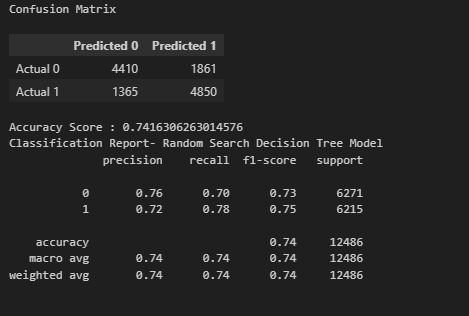 Confusion Matrix
Predicted 0 Predicted 1
Actual 0 4410 1861
Actual 1 1365 4850
Accuracy Score : 0.7416306263014576
Classification Report- Random Search Decision Tree Model
precision recall f1-score support
0 0.76 0.70 0.73 6271
1 0.72 0.78 0.75 6215
accuracy 0.74 12486
macro avg 0.74 0.74 0.74 12486
weighted avg 0.74 0.74 0.74 12486